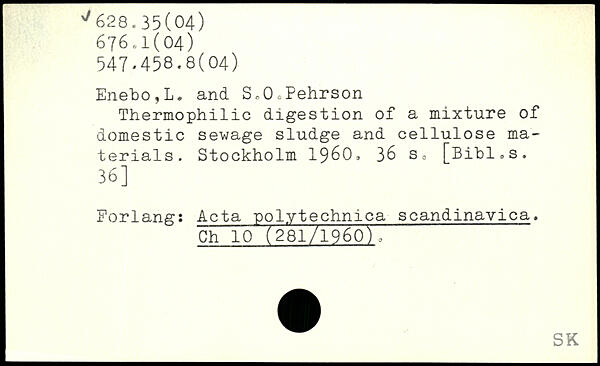 ✓628.35(04)
676.1(04)
547.458.8(04)
Enebo,L. and S.O.Pehrson
Thermophilic digestion of a mixture of
domestic sewage sludge and cellulose ma-
terials. Stockholm 1960. 36 s. [Bibl.s.
36]
Forlang: Acta polytechnica scandinavica.
Ch 10 (281/1960).
SK